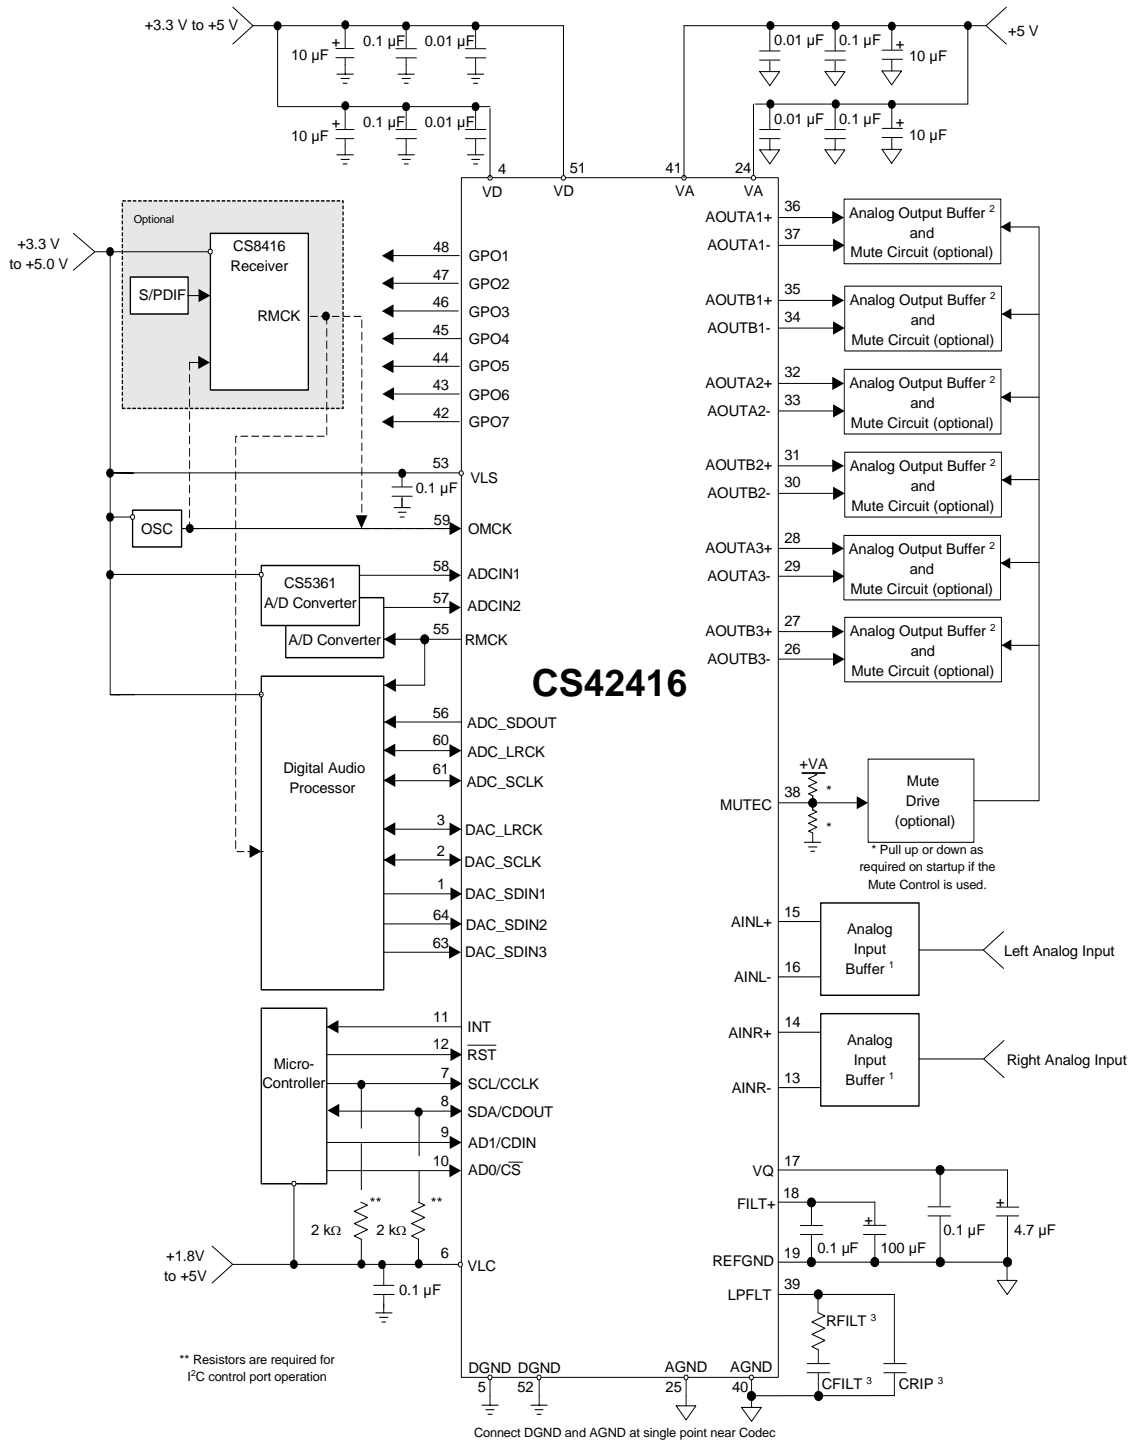 +3.3 V to +5 V
10 µF
0.1 µF
0.01 µF
0.01 µF
0.1 µF
10 µF
+5 V
10 µF
0.1 µF
0.01 µF
0.01 µF
0.1 µF
10 µF
4
51
41
24
VD
VD
VA
VA
Optional
+3.3 V
to +5.0 V
CS8416
Receiver
S/PDIF
RMCK
48 GPO1
47 GPO2
46 GPO3
45 GPO4
44 GPO5
43 GPO6
42 GPO7
53 VLS
0.1 µF
OSC
59 OMCK
CS5361
A/D Converter
58 ADCIN1
57 ADCIN2
A/D Converter
55 RMCK
CS42416
Digital Audio
Processor
56 ADC_SDOUT
60 ADC_LRCK
61 ADC_SCLK
3 DAC_LRCK
2 DAC_SCLK
1 DAC_SDIN1
64 DAC_SDIN2
63 DAC_SDIN3
Micro-
Controller
11 INT
12 RST
7 SCL/CCLK
8 SDA/CDOUT
9 AD1/CDIN
10 AD0/CS
**
**
2 kΩ
2 kΩ
+1.8V
to +5V
6 VLC
0.1 µF
** Resistors are required for
I²C control port operation
AOUTA1+ 36
AOUTA1- 37
Analog Output Buffer ²
and
Mute Circuit (optional)
AOUTB1+ 35
AOUTB1- 34
Analog Output Buffer ²
and
Mute Circuit (optional)
AOUTA2+ 32
AOUTA2- 33
Analog Output Buffer ²
and
Mute Circuit (optional)
AOUTB2+ 31
AOUTB2- 30
Analog Output Buffer ²
and
Mute Circuit (optional)
AOUTA3+ 28
AOUTA3- 29
Analog Output Buffer ²
and
Mute Circuit (optional)
AOUTB3+ 27
AOUTB3- 26
Analog Output Buffer ²
and
Mute Circuit (optional)
+VA
*
MUTEC 38
*
Mute
Drive
(optional)
* Pull up or down as
required on startup if the
Mute Control is used.
AINL+ 15
AINL- 16
Analog
Input
Buffer ¹
Left Analog Input
AINR+ 14
AINR- 13
Analog
Input
Buffer ¹
Right Analog Input
VQ 17
FILT+ 18
0.1 µF
100 µF
0.1 µF
4.7 µF
REFGND 19
LPFLT 39
RFILT ³
CFILT ³
CRIP ³
DGND
DGND
AGND
AGND
5
52
25
40
Connect DGND and AGND at single point near Codec